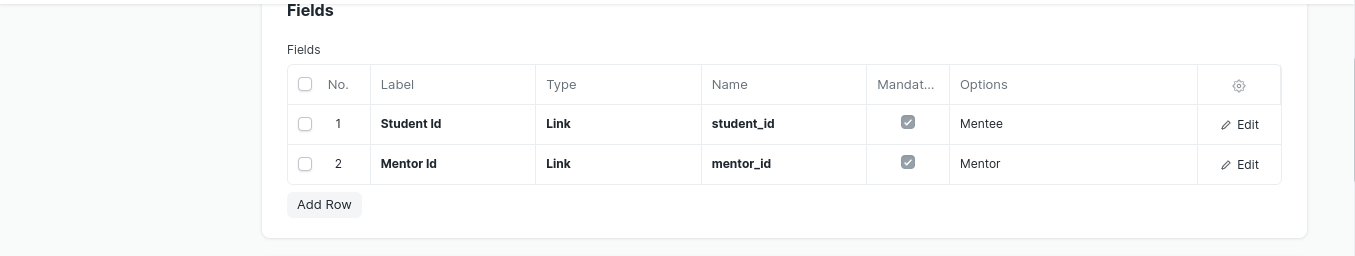 Fields
Fields
No. Label Type Name Mandat... Options
1 Student Id Link student_id Mentee Edit
2 Mentor Id Link mentor_id Mentor Edit
Add Row